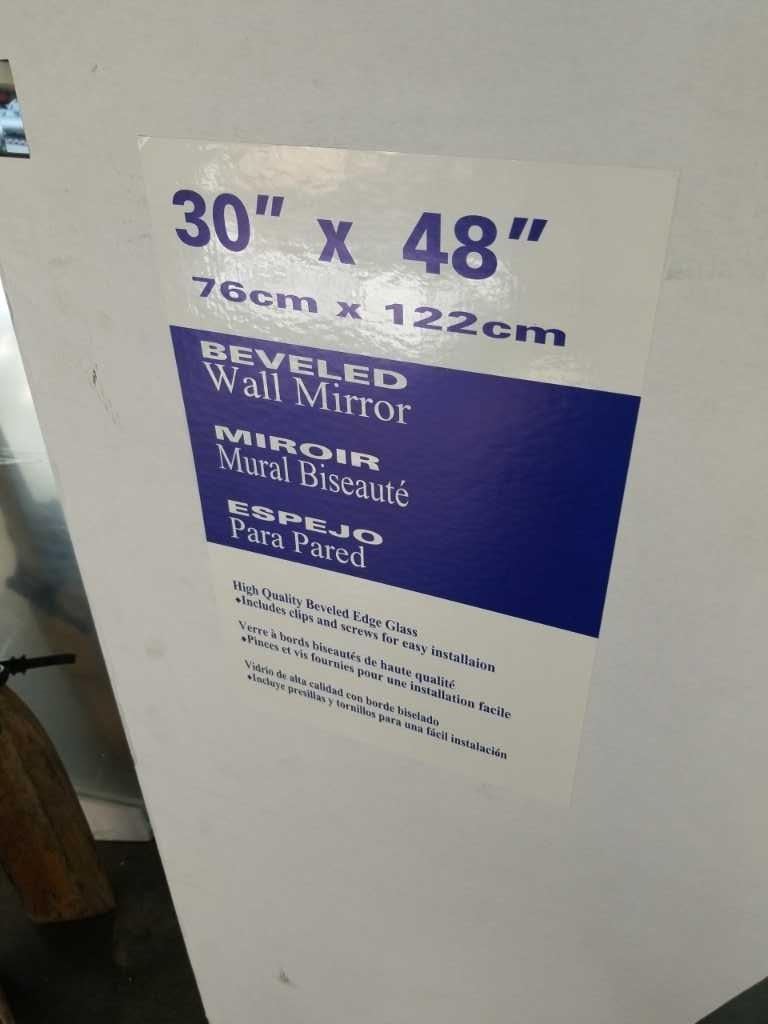 30" x 48"
76cm x 122cm
BEVELED
Wall Mirror
MIROIR
Mural Biseauté
ESPEJO
Para Pared
High Quality Beveled Edge Glass
•Includes clips and screws for easy installaion
Verre à bords biseautés de haute qualité
•Pinces et vis fournies pour une installation facile
Vidrio de alta calidad con borde biselado
•Incluye presillas y tornillos para una fácil instalación